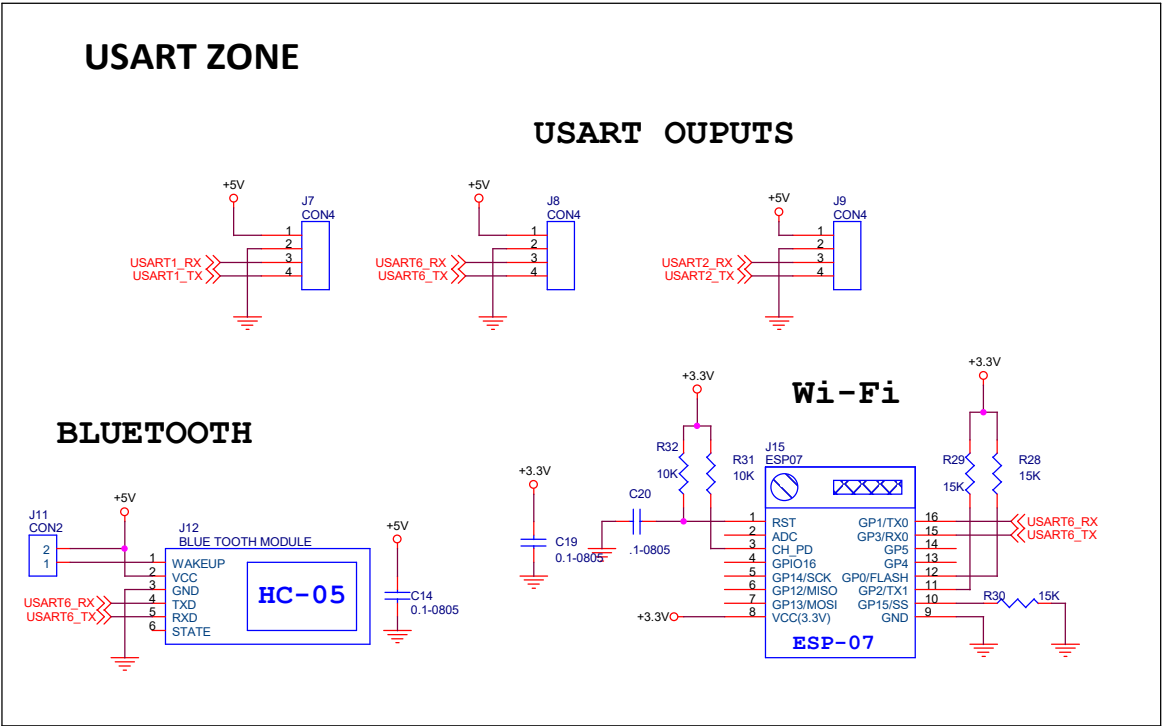 USART ZONE
USART OUPUTS
+5V
J7
CON4
1
2
3
4
USART1_RX
USART1_TX
+5V
J8
CON4
1
2
3
4
USART6_RX
USART6_TX
+5V
J9
CON4
1
2
3
4
USART2_RX
USART2_TX
BLUETOOTH
J11
CON2
2
1
+5V
J12
BLUE TOOTH MODULE
1 WAKEUP
2 VCC
3 GND
4 TXD
5 RXD
6 STATE
HC-05
USART6_RX
USART6_TX
+5V
C14
0.1-0805
Wi-Fi
+3.3V
C19
0.1-0805
+3.3V
R32
10K
R31
10K
C20
.1-0805
J15
ESP07
+3.3V
R29
15K
R28
15K
1 RST GP1/TX0 16
2 ADC GP3/RX0 15
3 CH_PD GP5 14
4 GPIO16 GP4 13
5 GP14/SCK GP0/FLASH 12
6 GP12/MISO GP2/TX1 11
7 GP13/MOSI GP15/SS 10
8 VCC(3.3V) GND 9
+3.3V
ESP-07
USART6_RX
USART6_TX
R30
15K